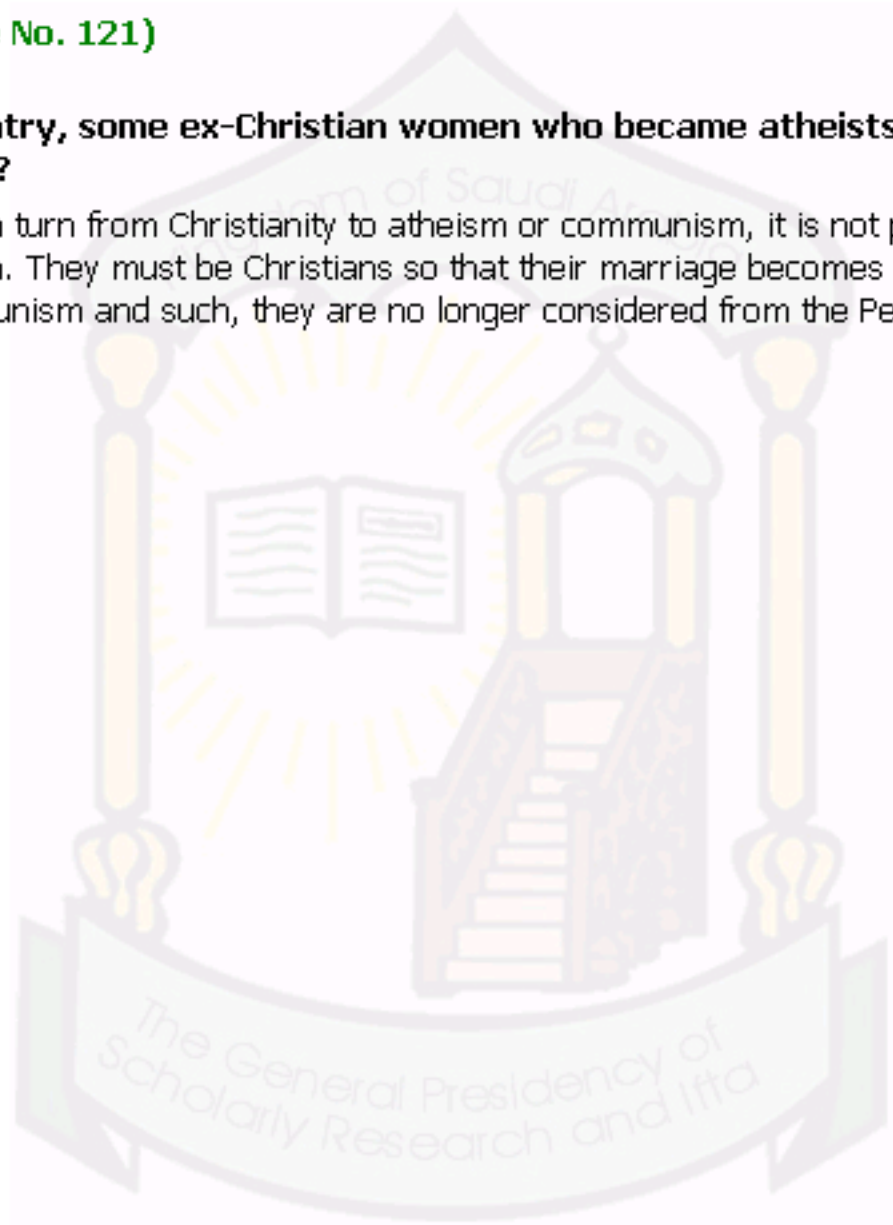 No. 121)
ntry, some ex-Christian women who became atheists
?
n turn from Christianity to atheism or communism, it is not p
n. They must be Christians so that their marriage becomes
unism and such, they are no longer considered from the Pe
Kingdom of Saudi Arabia
The General Presidency of
Scholarly Research and Ifta